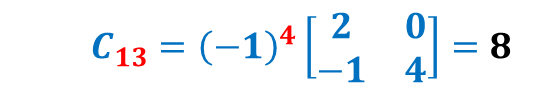 C₁₃ = (−1)⁴ [2 0
−1 4] = 8